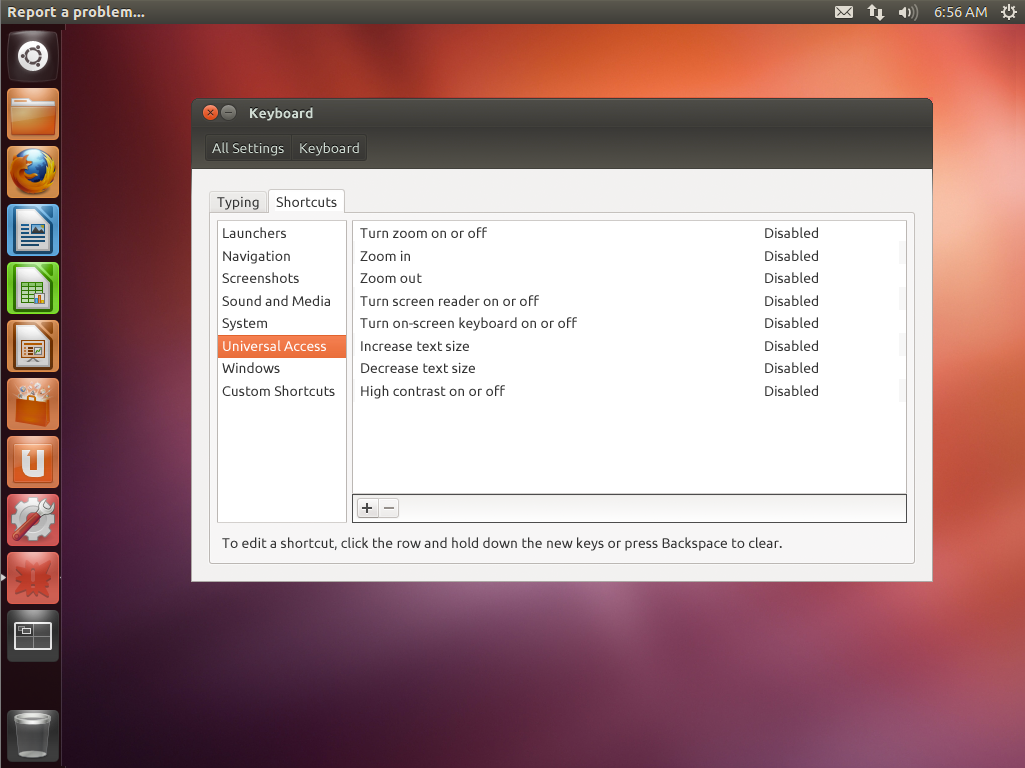 Report a problem...
6:56 AM
Keyboard
All Settings Keyboard
Typing Shortcuts
Launchers
Navigation
Screenshots
Sound and Media
System
Universal Access
Windows
Custom Shortcuts
Turn zoom on or off Disabled
Zoom in Disabled
Zoom out Disabled
Turn screen reader on or off Disabled
Turn on-screen keyboard on or off Disabled
Increase text size Disabled
Decrease text size Disabled
High contrast on or off Disabled
To edit a shortcut, click the row and hold down the new keys or press Backspace to clear.